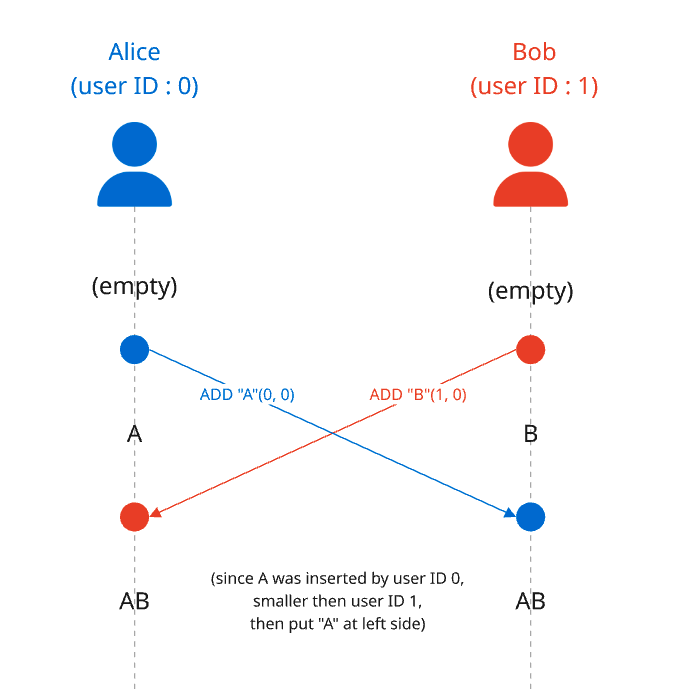 Alice
(user ID : 0)
Bob
(user ID : 1)
(empty)
(empty)
ADD "A"(0, 0)
ADD "B"(1, 0)
A
B
(since A was inserted by user ID 0,
smaller then user ID 1,
then put "A" at left side)
AB
AB